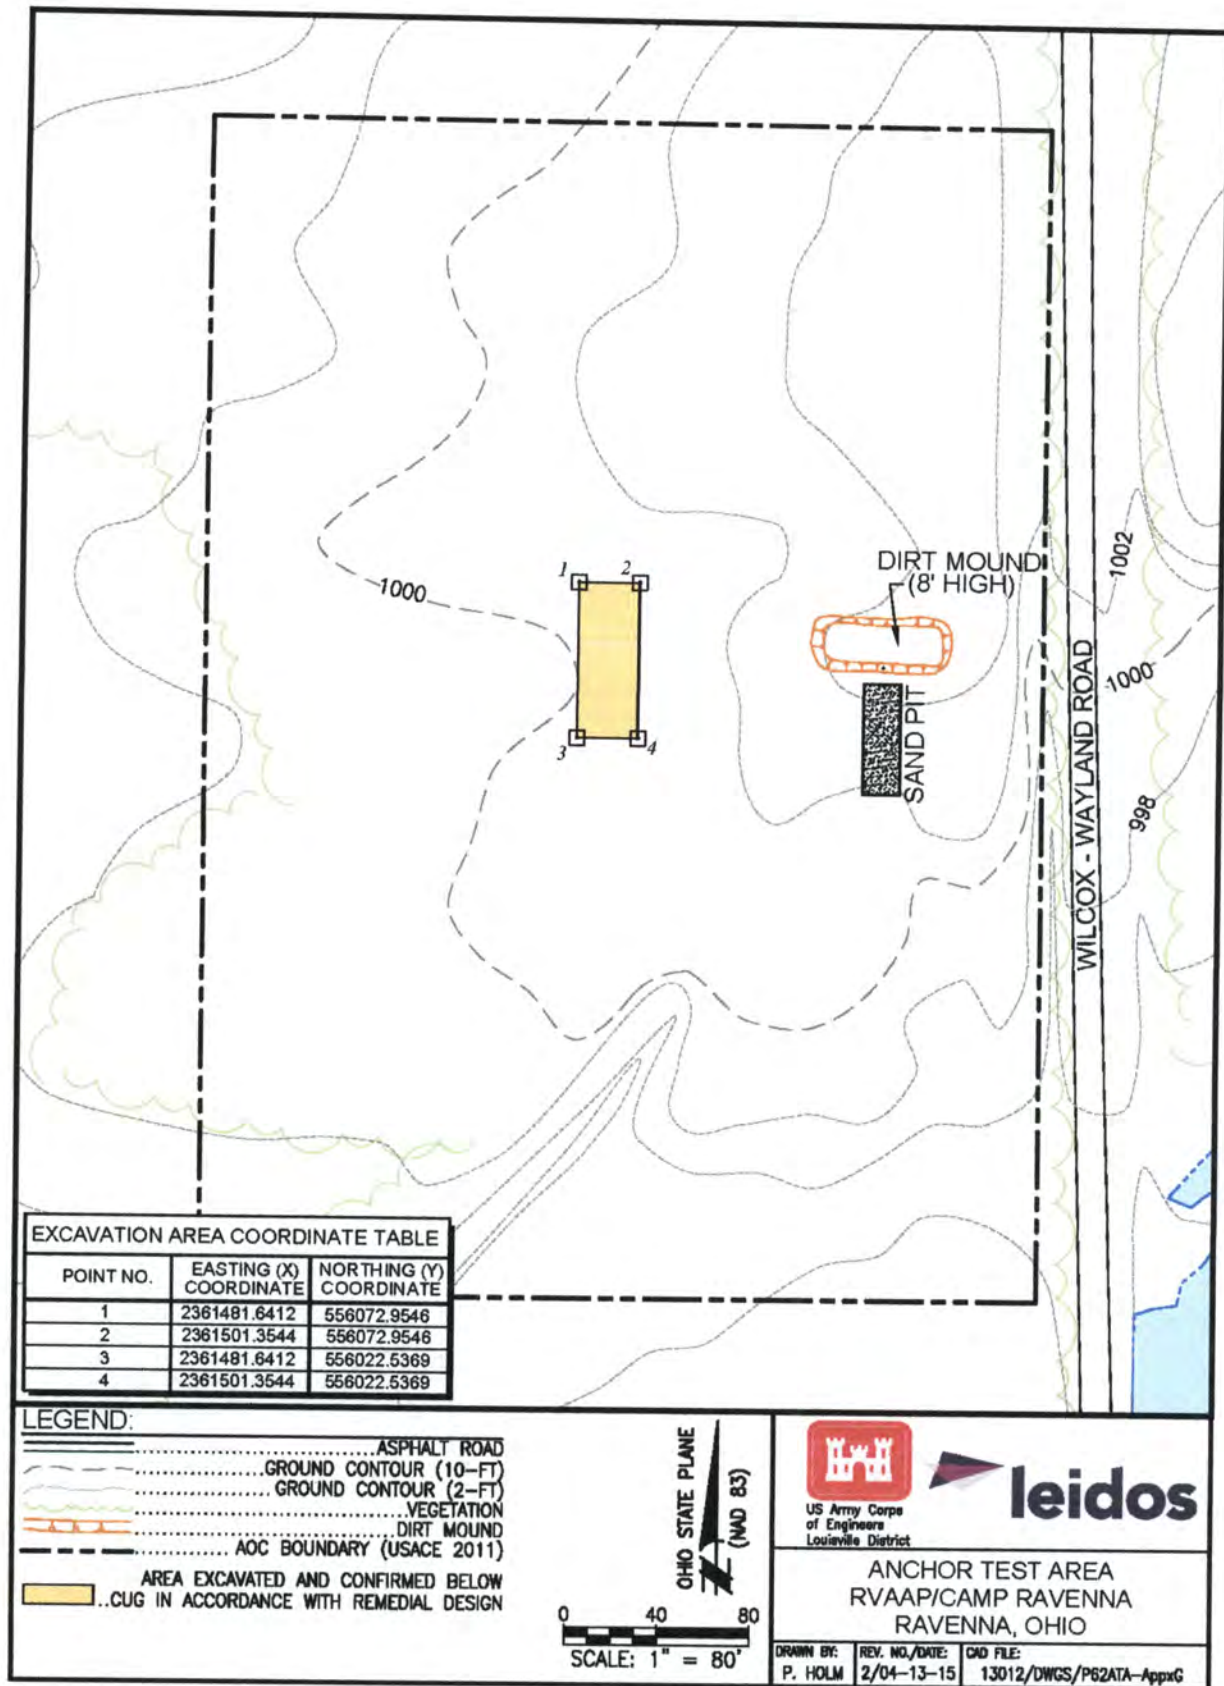 1
2
1000
DIRT MOUND
(8' HIGH)
1002
1000
3
4
SAND PIT
998
WILCOX - WAYLAND ROAD
EXCAVATION AREA COORDINATE TABLE
POINT NO. EASTING (X) COORDINATE NORTHING (Y) COORDINATE
1 2361481.6412 556072.9546
2 2361501.3544 556072.9546
3 2361481.6412 556022.5369
4 2361501.3544 556022.5369
LEGEND:
ASPHALT ROAD
GROUND CONTOUR (10-FT)
GROUND CONTOUR (2-FT)
VEGETATION
DIRT MOUND
AOC BOUNDARY (USACE 2011)
AREA EXCAVATED AND CONFIRMED BELOW
CUG IN ACCORDANCE WITH REMEDIAL DESIGN
OHIO STATE PLANE
(NAD 83)
0 40 80
SCALE: 1" = 80'
US Army Corps
of Engineers
Louisville District
leidos
ANCHOR TEST AREA
RVAAP/CAMP RAVENNA
RAVENNA, OHIO
DRAWN BY: REV. NO./DATE: CAD FILE:
P. HOLM 2/04-13-15 13012/DWGS/P62ATA-AppxG